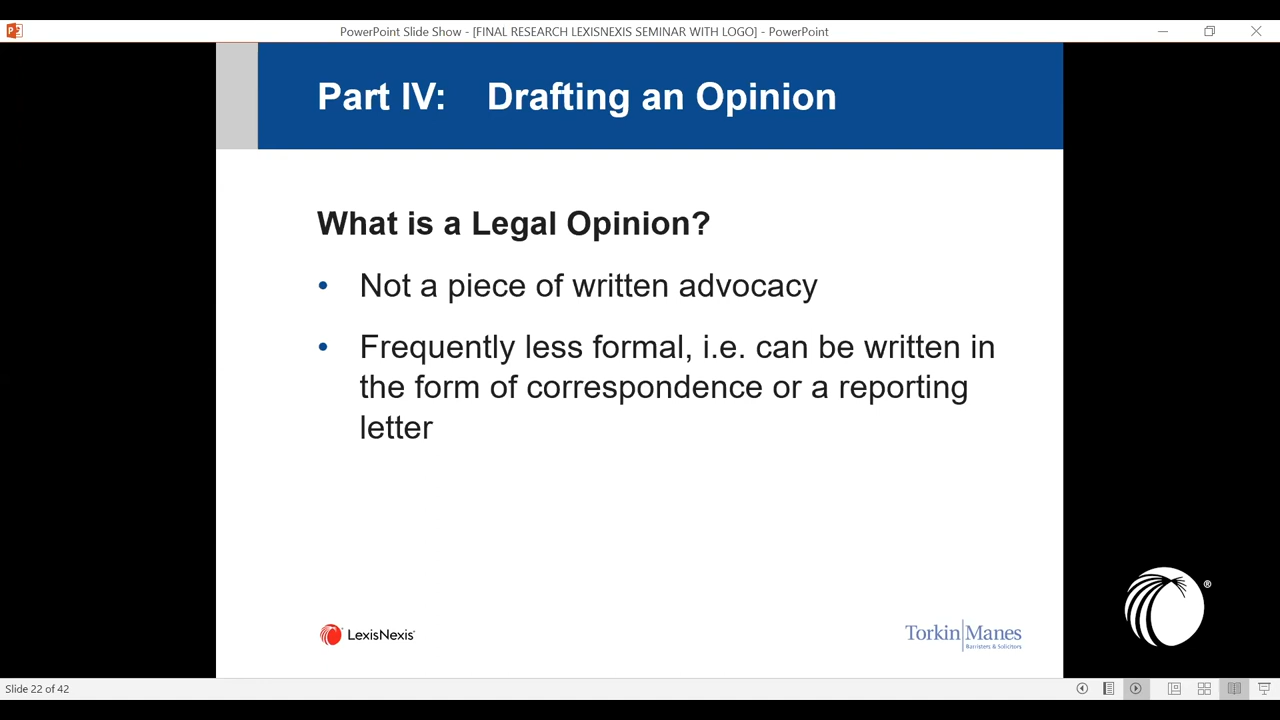 PowerPoint Slide Show - [FINAL RESEARCH LEXISNEXIS SEMINAR WITH LOGO] - PowerPoint
Part IV: Drafting an Opinion
What is a Legal Opinion?
• Not a piece of written advocacy
• Frequently less formal, i.e. can be written in
the form of correspondence or a reporting
letter
LexisNexis®
Torkin|Manes
Barristers & Solicitors
®
Slide 22 of 42